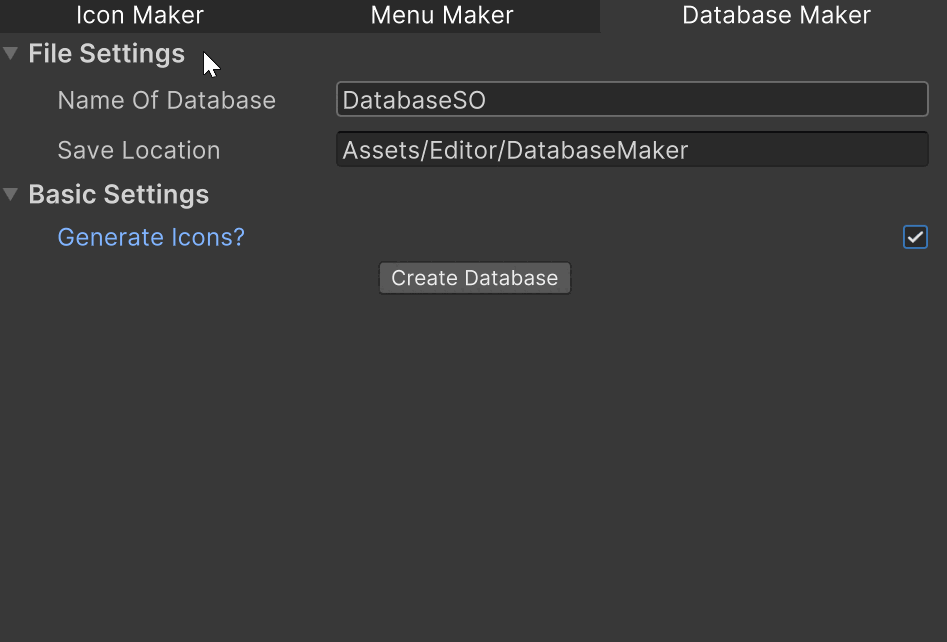 Icon Maker Menu Maker Database Maker
File Settings
Name Of Database DatabaseSO
Save Location Assets/Editor/DatabaseMaker
Basic Settings
Generate Icons?
Create Database